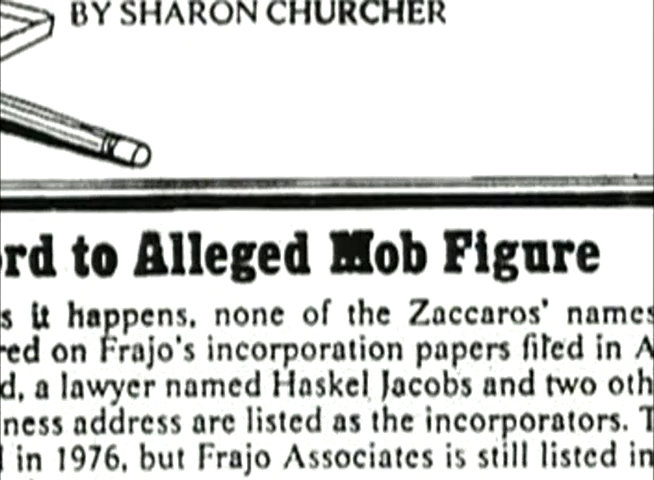 BY SHARON CHURCHER
rd to Alleged Mob Figure
s it happens, none of the Zaccaros' names
red on Frajo's incorporation papers filed in A
d, a lawyer named Haskel Jacobs and two oth
ness address are listed as the incorporators. T
in 1976, but Frajo Associates is still listed in